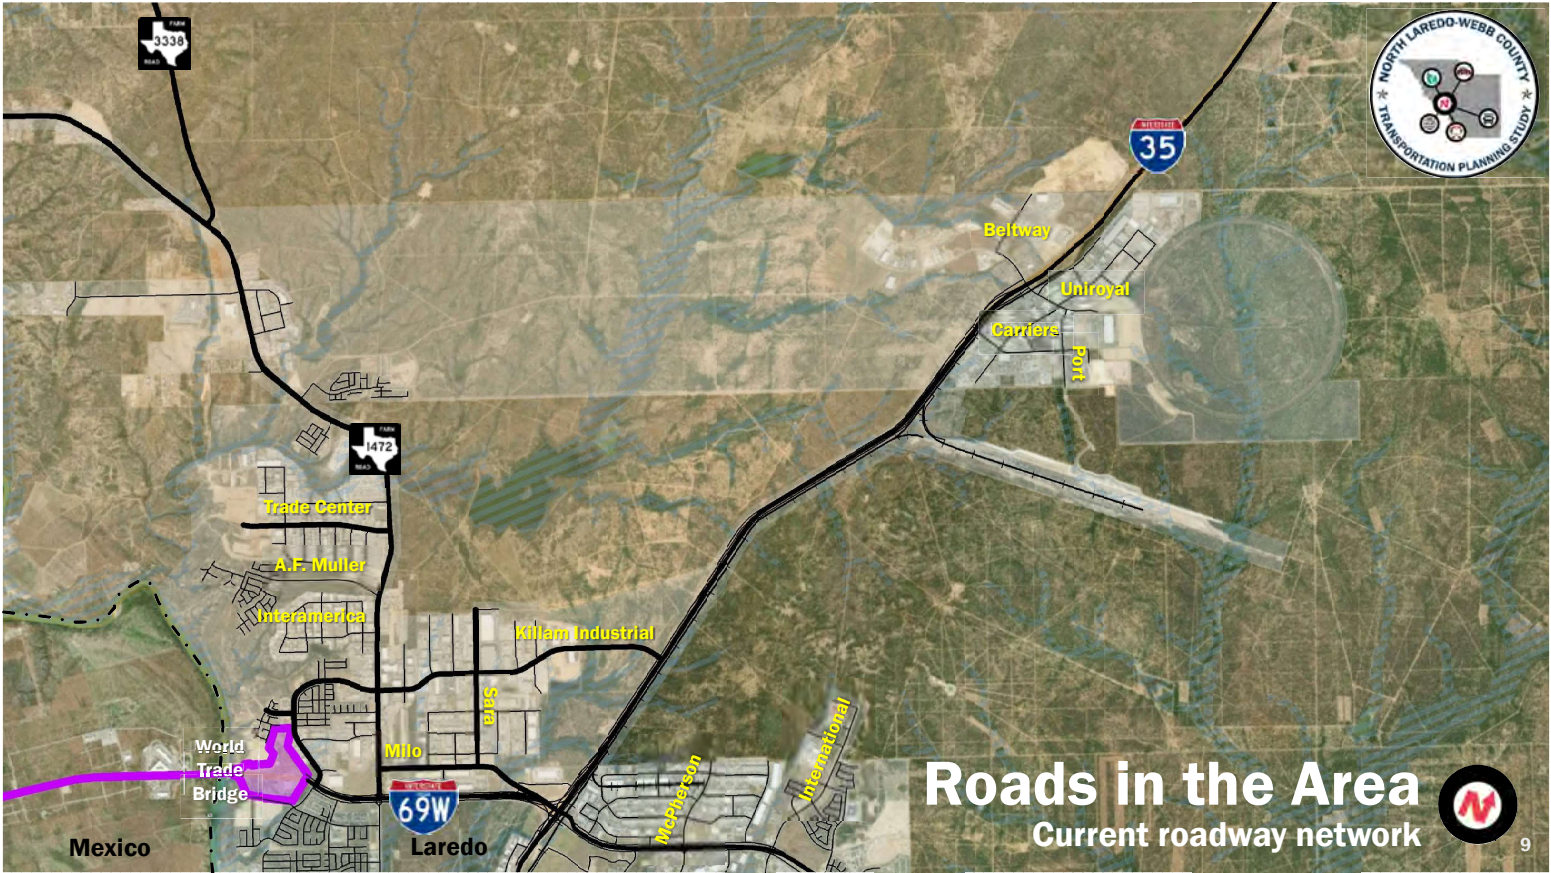 FARM
3338
ROAD
NORTH LAREDO-WEBB COUNTY
TRANSPORTATION PLANNING STUDY
N
INTERSTATE
35
Beltway
Uniroyal
Carriers
Port
FARM
1472
ROAD
Trade Center
A.F. Muller
Interamerica
Killam Industrial
Sara
Milo
World
Trade
Bridge
INTERSTATE
69W
McPherson
International
Mexico
Laredo
Roads in the Area
Current roadway network
N
9